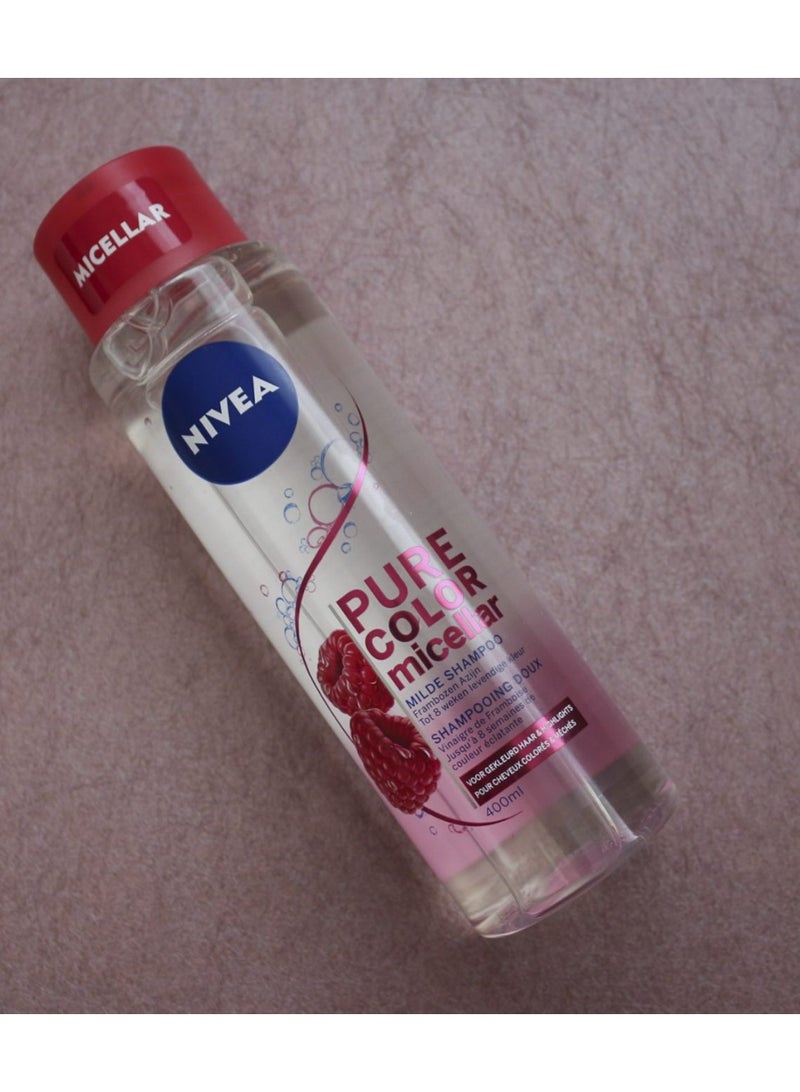 MICELLAR
NIVEA
PURE
COLOR
micellar
MILDE SHAMPOO
Frambozen Azijn
Tot 8 weken levendige kleur
SHAMPOOING DOUX
Vinaigre de Framboise
Jusqu'à 8 semaines de
couleur éclatante
VOOR GEKLEURD HAAR & HIGHLIGHTS
POUR CHEVEUX COLORÉS & MÉCHÉS
400ml